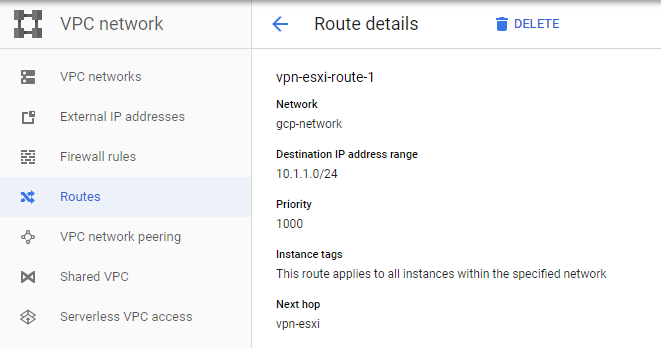 VPC network
VPC networks
External IP addresses
Firewall rules
Routes
VPC network peering
Shared VPC
Serverless VPC access
Route details
DELETE
vpn-esxi-route-1
Network
gcp-network
Destination IP address range
10.1.1.0/24
Priority
1000
Instance tags
This route applies to all instances within the specified network
Next hop
vpn-esxi